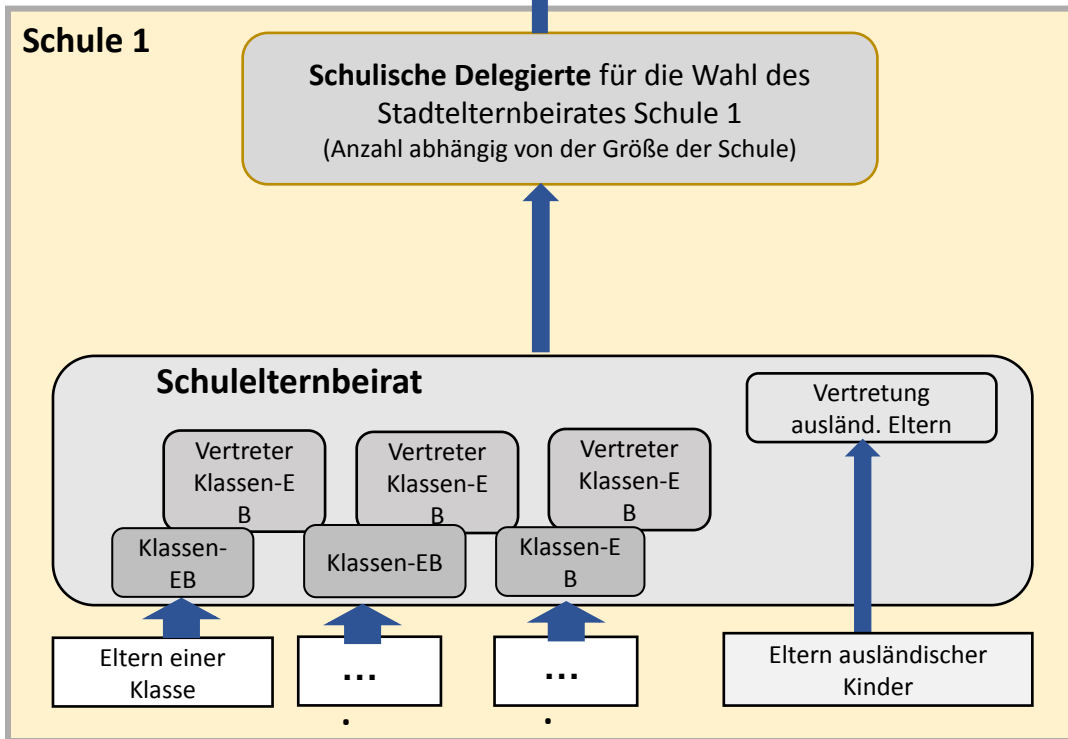 Schule 1
Schulische Delegierte für die Wahl des
Stadtelternbeirates Schule 1
(Anzahl abhängig von der Größe der Schule)
Schulelternbeirat
Vertretung
ausländ. Eltern
Vertreter
Klassen-E
B
Vertreter
Klassen-E
B
Vertreter
Klassen-E
B
Klassen-
EB
Klassen-EB
Klassen-E
B
Eltern einer
Klasse
...
.
...
.
Eltern ausländischer
Kinder